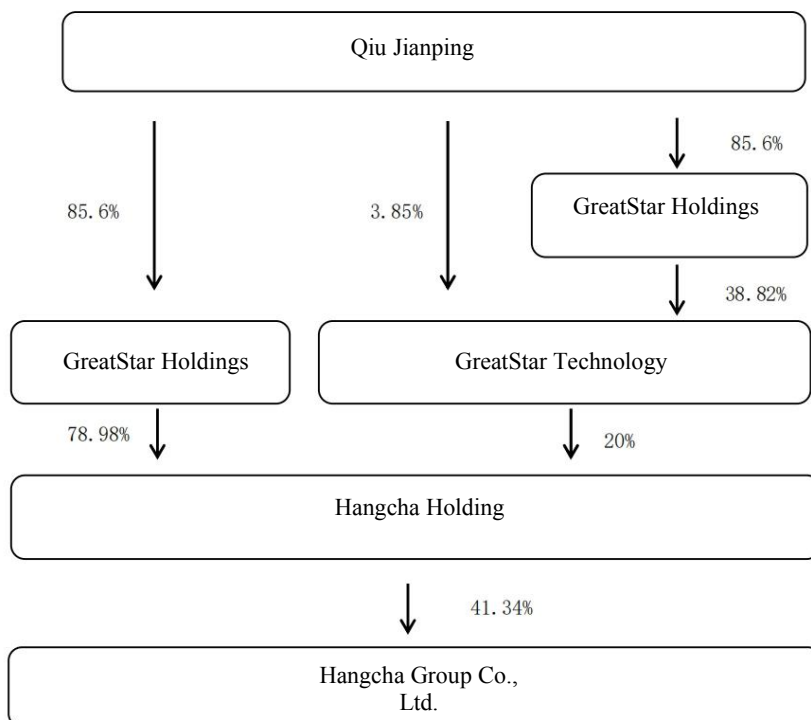 Qiu Jianping
85.6%
GreatStar Holdings
85.6%
3.85%
38.82%
GreatStar Holdings
GreatStar Technology
78.98%
20%
Hangcha Holding
41.34%
Hangcha Group Co.,
Ltd.